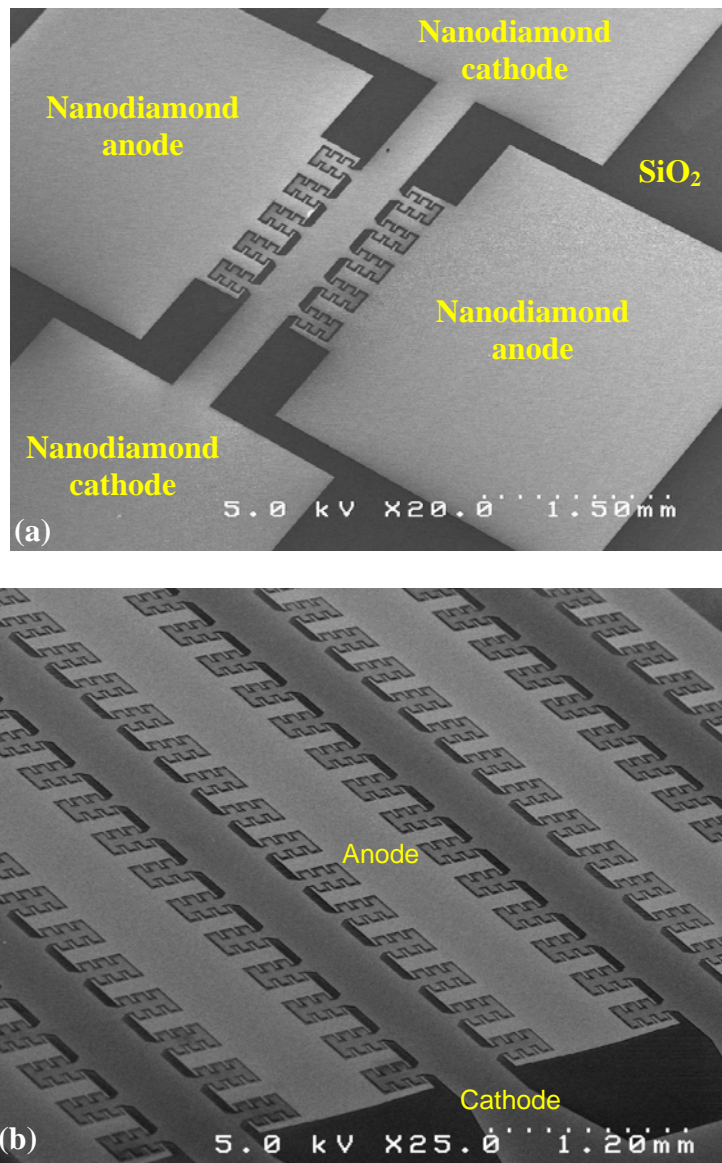 Nanodiamond
cathode
Nanodiamond
anode
SiO₂
Nanodiamond
anode
Nanodiamond
cathode
5.0 kV X20.0 1.50mm
(a)
Anode
Cathode
5.0 kV X25.0 1.20mm
(b)